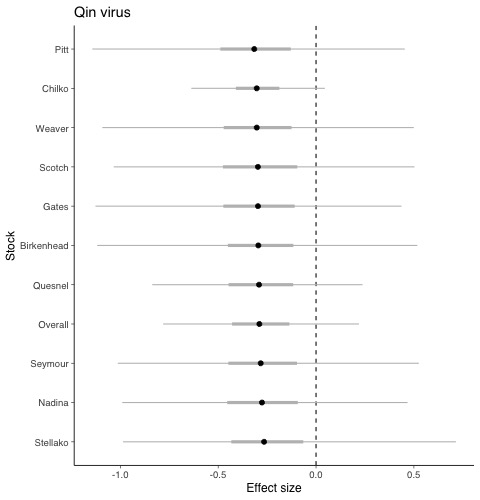 Qin virus
Pitt
Chilko
Weaver
Scotch
Gates
Birkenhead
Quesnel
Overall
Seymour
Nadina
Stellako
Stock
-1.0 -0.5 0.0 0.5
Effect size